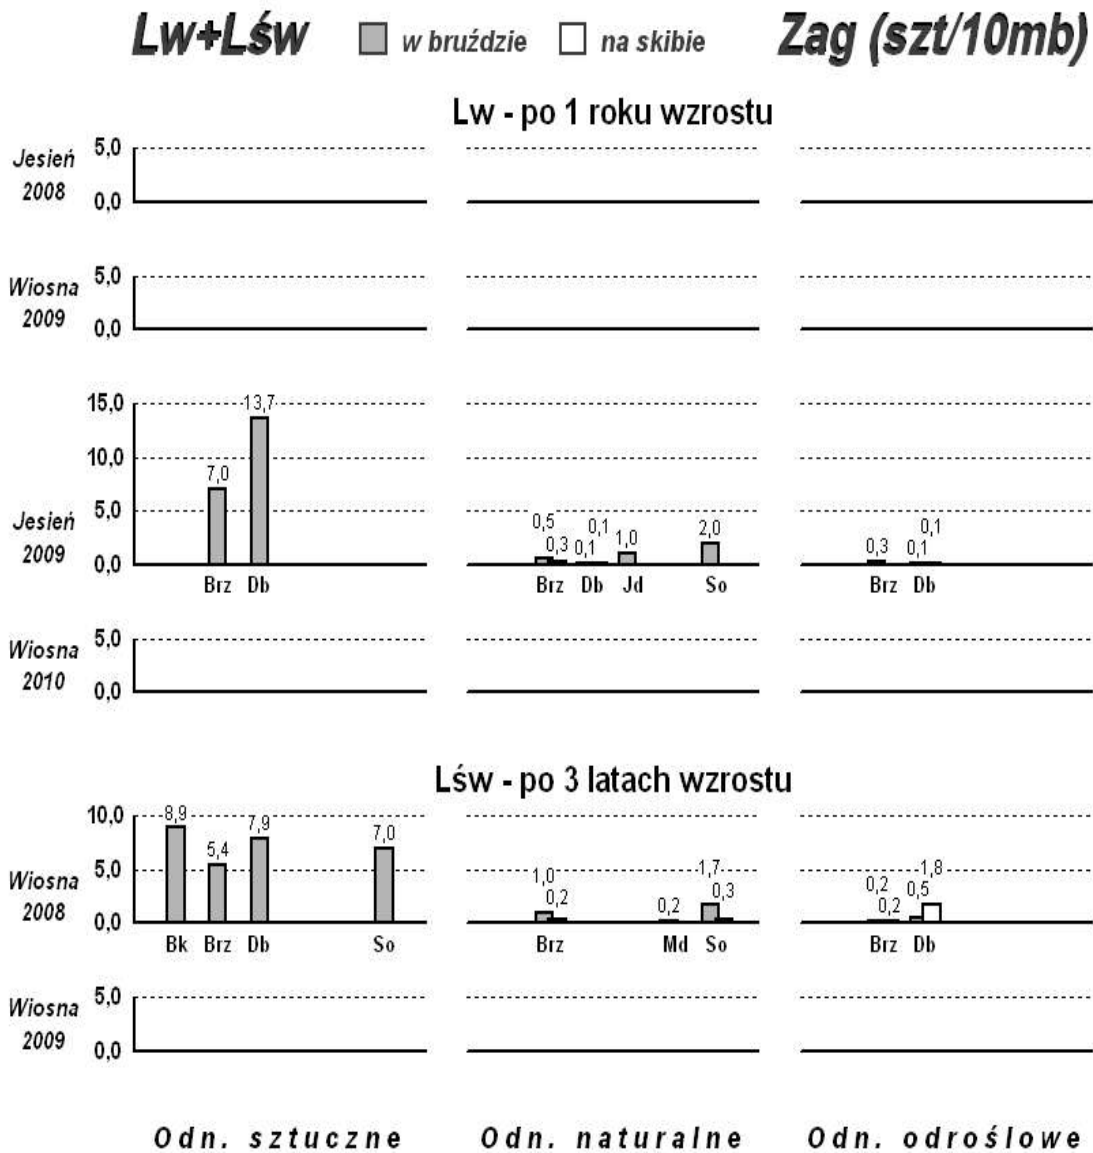 Lw+Lśw w bruździe na skibie Zag (szt/10mb)
Lw - po 1 roku wzrostu
Jesień 2008 5,0 0,0
Wiosna 2009 5,0 0,0
15,0 13,7
10,0
7,0
5,0
Jesień 2009 0,5 0,3 0,1 0,1 1,0 2,0 0,3 0,1 0,1
0,0
Brz Db Brz Db Jd So Brz Db
Wiosna 2010 5,0 0,0
Lśw - po 3 latach wzrostu
10,0 8,9 5,4 7,9 7,0
5,0
Wiosna 2008 1,0 0,2 0,2 1,7 0,3 0,2 0,2 0,5 1,8
0,0
Bk Brz Db So Brz Md So Brz Db
Wiosna 2009 5,0 0,0
Odn. sztuczne Odn. naturalne Odn. odroślowe